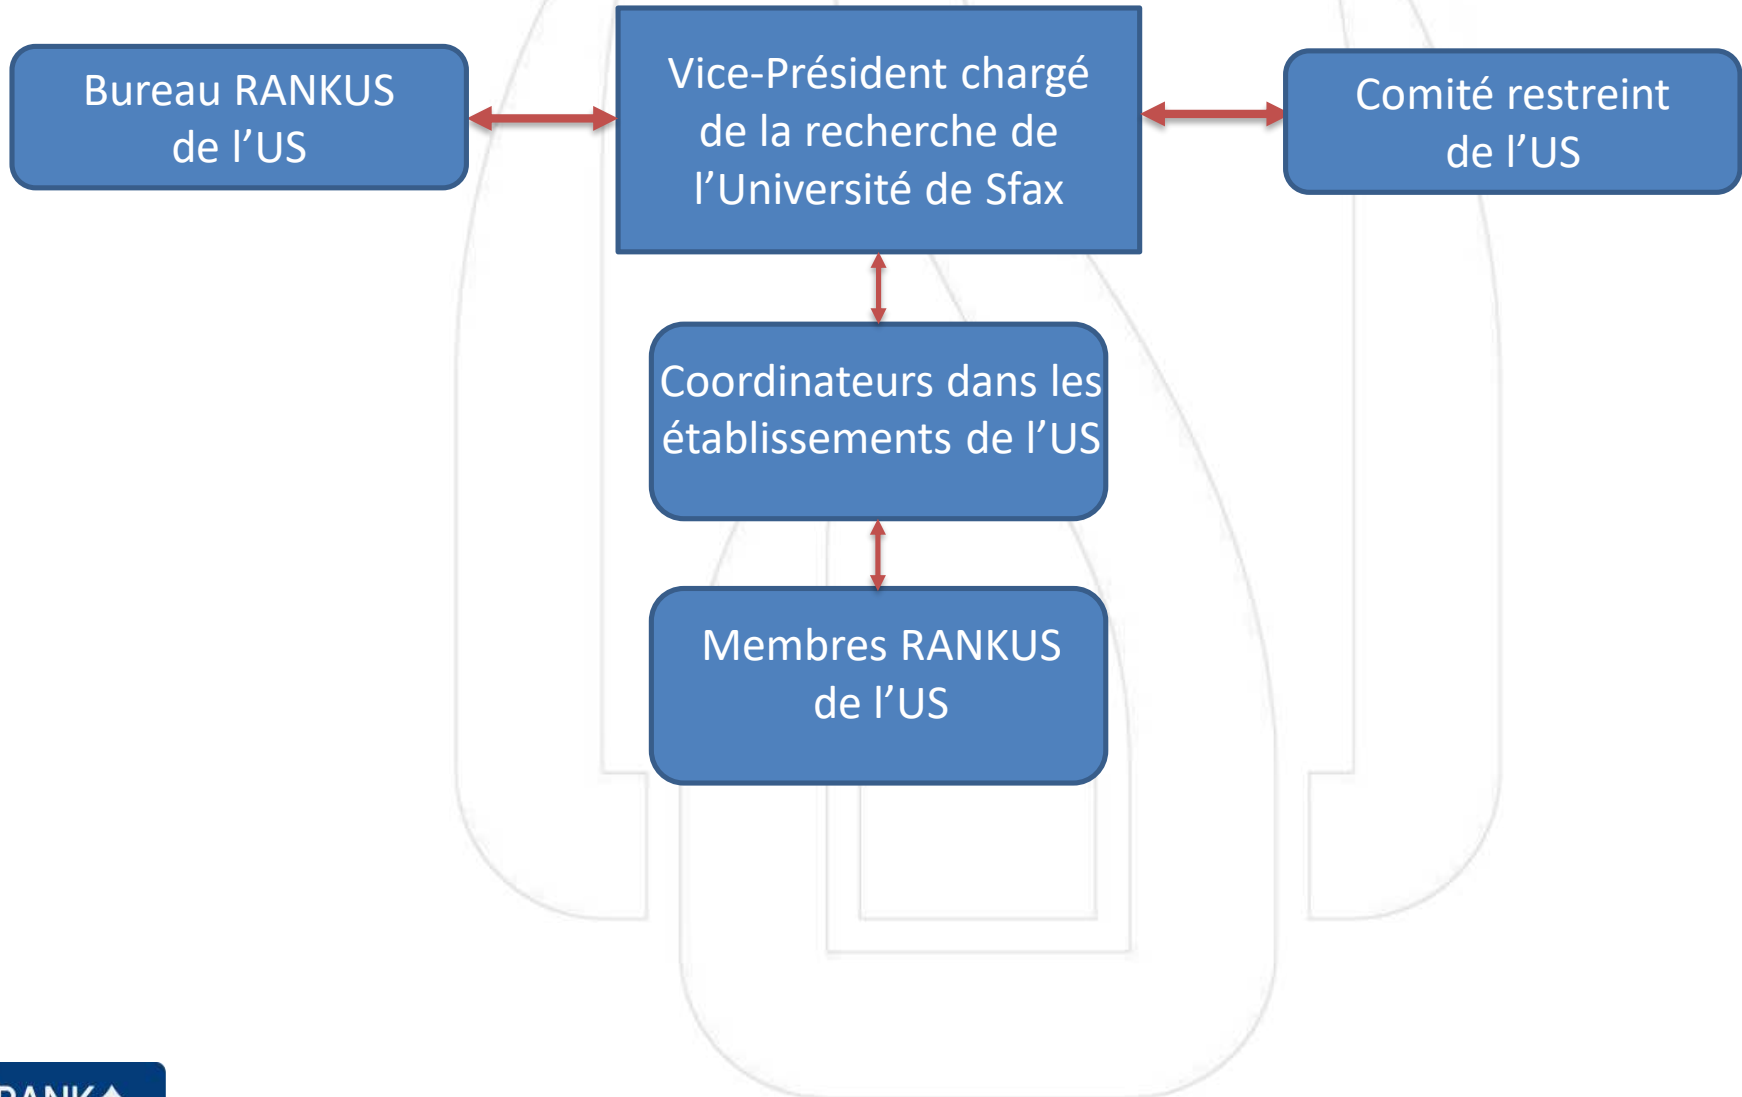 Bureau RANKUS
de l’US
Vice-Président chargé
de la recherche de
l’Université de Sfax
Comité restreint
de l’US
Coordinateurs dans les
établissements de l’US
Membres RANKUS
de l’US
RANK